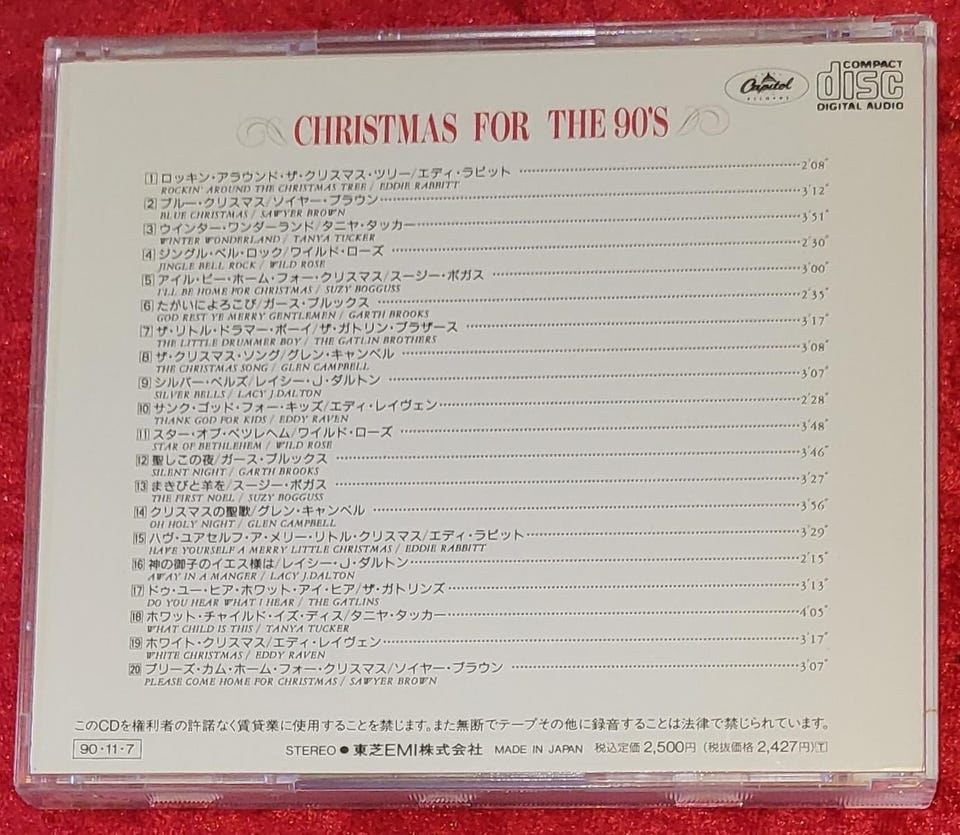 Capitol
RECORDS
COMPACT
disc
DIGITAL AUDIO
CHRISTMAS FOR THE 90'S
1 ロッキン・アラウンド・ザ・クリスマス・ツリー/エディ・ラビット 2'08"
ROCKIN' AROUND THE CHRISTMAS TREE / EDDIE RABBITT
2 ブルー・クリスマス/ソイヤー・ブラウン 3'12"
BLUE CHRISTMAS / SAWYER BROWN
3 ウインター・ワンダーランド/タニヤ・タッカー 3'51"
WINTER WONDERLAND / TANYA TUCKER
4 ジングル・ベル・ロック/ワイルド・ローズ 2'30"
JINGLE BELL ROCK / WILD ROSE
5 アイル・ビー・ホーム・フォー・クリスマス/スージー・ボガス 3'00"
I'LL BE HOME FOR CHRISTMAS / SUZY BOGGUSS
6 たがいによろこび/ガース・ブルックス 2'35"
GOD REST YE MERRY GENTLEMEN / GARTH BROOKS
7 ザ・リトル・ドラマー・ボーイ/ザ・ガトリン・ブラザース 3'17"
THE LITTLE DRUMMER BOY / THE GATLIN BROTHERS
8 ザ・クリスマス・ソング/グレン・キャンベル 3'08"
THE CHRISTMAS SONG / GLEN CAMPBELL
9 シルバー・ベルズ/レイシー・J・ダルトン 3'07"
SILVER BELLS / LACY J.DALTON
10 サンク・ゴッド・フォー・キッズ/エディ・レイヴェン 2'28"
THANK GOD FOR KIDS / EDDY RAVEN
11 スター・オブ・ベツレヘム/ワイルド・ローズ 3'48"
STAR OF BETHLEHEM / WILD ROSE
12 聖しこの夜/ガース・ブルックス 3'46"
SILENT NIGHT / GARTH BROOKS
13 まきびと羊を/スージー・ボガス 3'27"
THE FIRST NOEL / SUZY BOGGUSS
14 クリスマスの聖歌/グレン・キャンベル 3'56"
OH HOLY NIGHT / GLEN CAMPBELL
15 ハヴ・ユアセルフ・ア・メリー・リトル・クリスマス/エディ・ラビット 3'29"
HAVE YOURSELF A MERRY LITTLE CHRISTMAS / EDDIE RABBITT
16 神の御子のイエス様は/レイシー・J・ダルトン 2'15"
AWAY IN A MANGER / LACY J.DALTON
17 ドゥ・ユー・ヒア・ホワット・アイ・ヒア/ザ・ガトリンズ 3'13"
DO YOU HEAR WHAT I HEAR / THE GATLINS
18 ホワット・チャイルド・イズ・ディス/タニヤ・タッカー 4'05"
WHAT CHILD IS THIS / TANYA TUCKER
19 ホワイト・クリスマス/エディ・レイヴェン 3'17"
WHITE CHRISTMAS / EDDY RAVEN
20 プリーズ・カム・ホーム・フォー・クリスマス/ソイヤー・ブラウン 3'07"
PLEASE COME HOME FOR CHRISTMAS / SAWYER BROWN
このCDを権利者の許諾なく賃貸業に使用することを禁じます。また無断でテープその他に録音することは法律で禁じられています。
90・11・7 STEREO ● 東芝EMI株式会社 MADE IN JAPAN 税込定価 2,500円 (税抜価格 2,427円) T